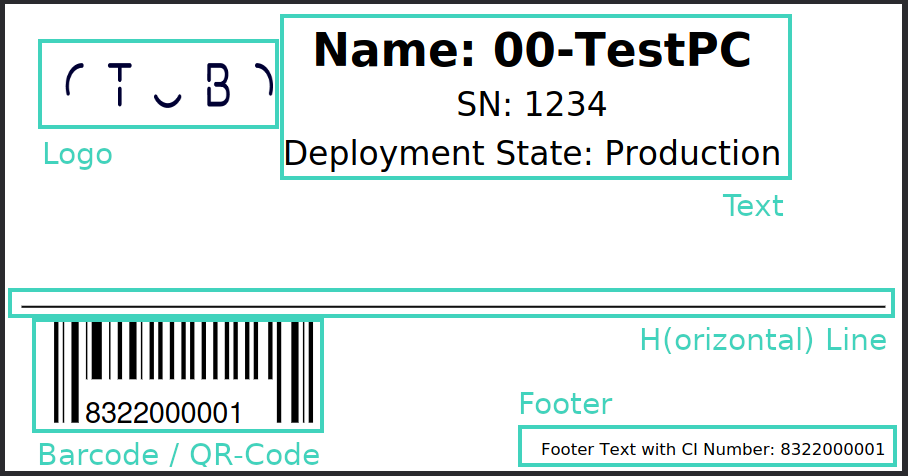 ( T ‿ B )
Name: 00-TestPC
SN: 1234
Deployment State: Production
Logo
Text
H(orizontal) Line
8322000001
Barcode / QR-Code
Footer
Footer Text with CI Number: 8322000001